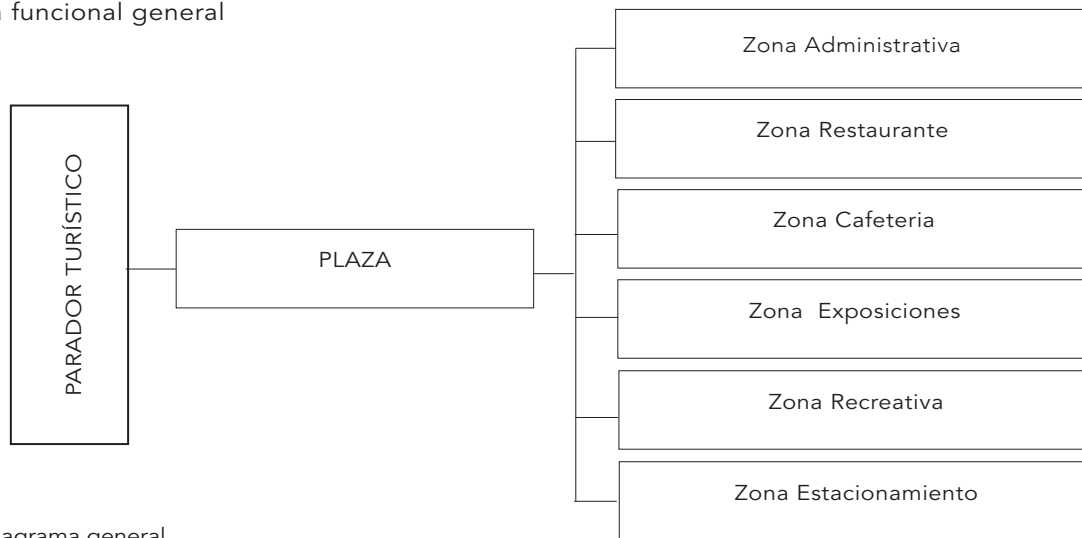 funcional general
PARADOR TURÍSTICO
PLAZA
Zona Administrativa
Zona Restaurante
Zona Cafeteria
Zona Exposiciones
Zona Recreativa
Zona Estacionamiento
agrama general